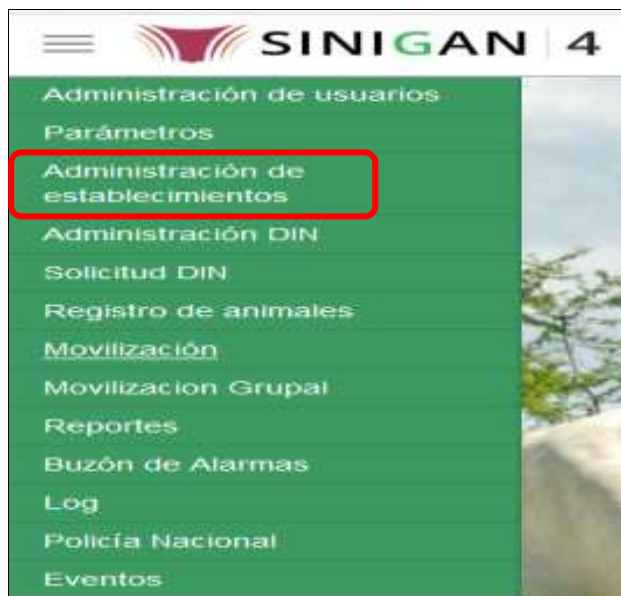 SINIGAN 4
Administración de usuarios
Parámetros
Administración de
establecimientos
Administración DIN
Solicitud DIN
Registro de animales
Movilización
Movilizacion Grupal
Reportes
Buzón de Alarmas
Log
Policía Nacional
Eventos